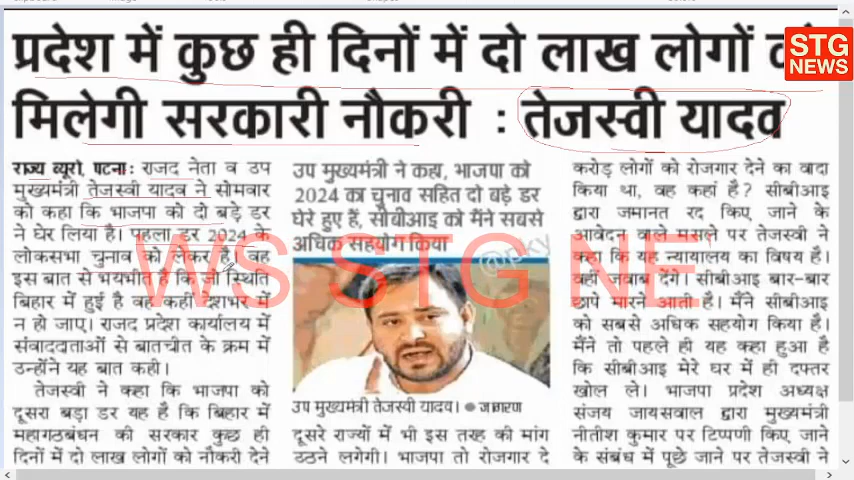 प्रदेश में कुछ ही दिनों में दो लाख लोगों
मिलेगी सरकारी नौकरी : तेजस्वी यादव
STG
NEWS
राज्य ब्यूरो, पटना: राजद नेता व उप
मुख्यमंत्री तेजस्वी यादव ने सोमवार
को कहा कि भाजपा को दो बड़े डर
ने घेर लिया है। पहला डर 2024 के
लोकसभा चुनाव को लेकर है। वह
इस बात से भयभीत है कि जो स्थिति
बिहार में हुई है वह कहीं देशभर में
न हो जाए। राजद प्रदेश कार्यालय में
संवाददाताओं से बातचीत के क्रम में
उन्होंने यह बात कही।
तेजस्वी ने कहा कि भाजपा को
दूसरा बड़ा डर यह है कि बिहार में
महागठबंधन की सरकार कुछ ही
दिनों में दो लाख लोगों को नौकरी देने
उप मुख्यमंत्री ने कहा, भाजपा को
2024 का चुनाव सहित दो बड़े डर
घेरे हुए हैं, सीबीआइ को मैंने सबसे
अधिक सहयोग किया
उप मुख्यमंत्री तेजस्वी यादव। ● जागरण
दूसरे राज्यों में भी इस तरह की मांग
उठने लगेगी। भाजपा तो रोजगार दे
करोड़ लोगों को रोजगार देने का वादा
किया था, वह कहां है? सीबीआइ
द्वारा जमानत रद किए जाने के
आवेदन वाले मसले पर तेजस्वी ने
कहा कि यह न्यायालय का विषय है।
वहीं जवाब देंगे। सीबीआइ बार-बार
छापे मारने आती है। मैंने सीबीआइ
को सबसे अधिक सहयोग किया है।
मैंने तो पहले ही यह कहा हुआ है
कि सीबीआइ मेरे घर में ही दफ्तर
खोल ले। भाजपा प्रदेश अध्यक्ष
संजय जायसवाल द्वारा मुख्यमंत्री
नीतीश कुमार पर टिप्पणी किए जाने
के संबंध में पूछे जाने पर तेजस्वी ने
WS STG NE
@pky